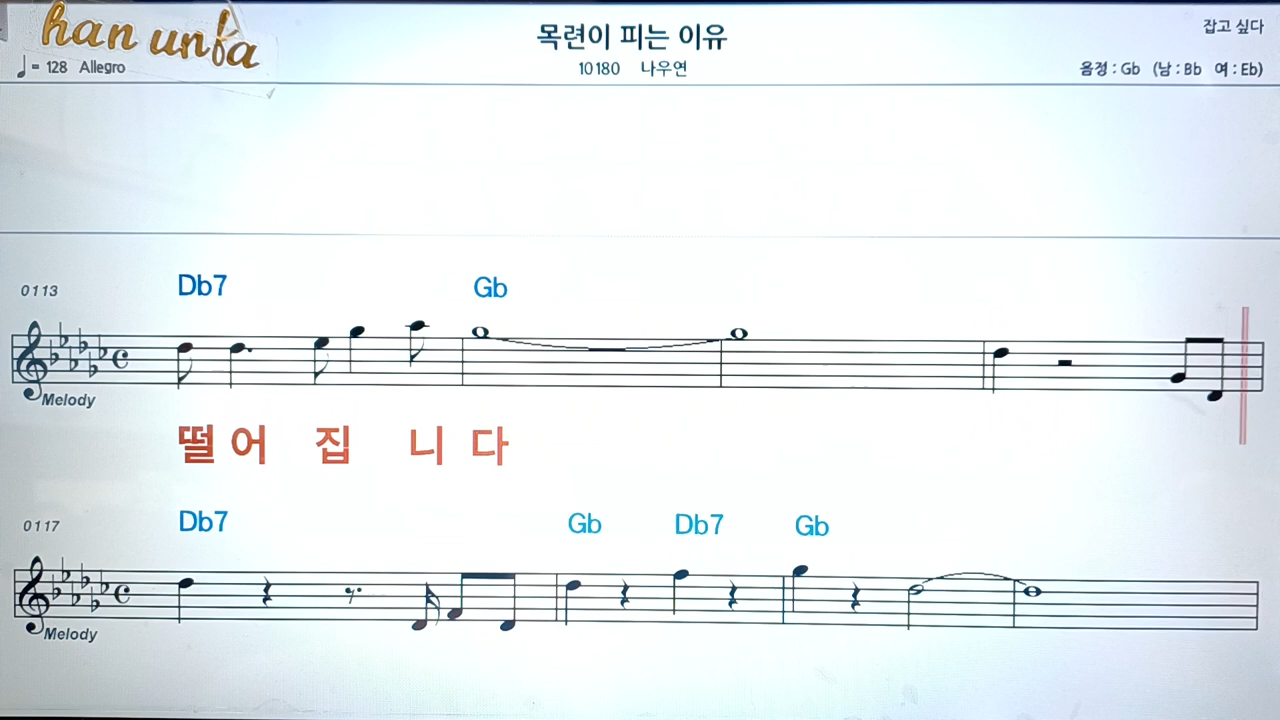 han unfa
목련이 피는 이유
잡고 싶다
♩= 128 Allegro
10180 나우연
음정 : Gb (남 : Bb 여 : Eb)
0113
Db7 Gb
Melody
떨 어 집 니 다
0117
Db7 Gb Db7 Gb
Melody